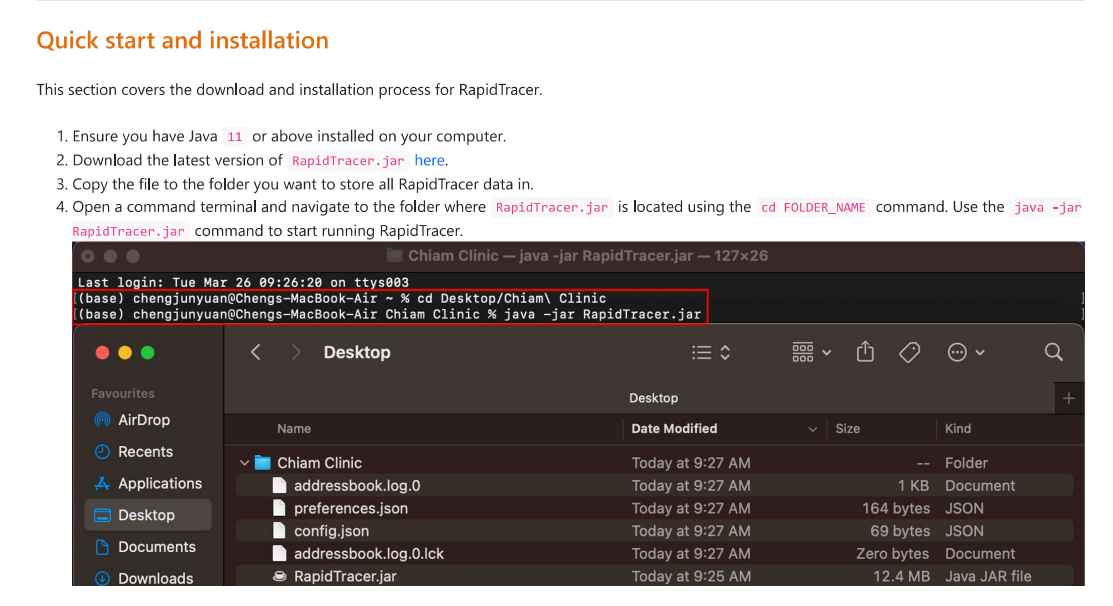 Quick start and installation
This section covers the download and installation process for RapidTracer.
1. Ensure you have Java 11 or above installed on your computer.
2. Download the latest version of RapidTracer.jar here.
3. Copy the file to the folder you want to store all RapidTracer data in.
4. Open a command terminal and navigate to the folder where RapidTracer.jar is located using the cd FOLDER_NAME command. Use the java -jar
RapidTracer.jar command to start running RapidTracer.
Chiam Clinic — java -jar RapidTracer.jar — 127×26
Last login: Tue Mar 26 09:26:20 on ttys003
[(base) chengjunyuan@Chengs-MacBook-Air ~ % cd Desktop/Chiam\ Clinic ]
[(base) chengjunyuan@Chengs-MacBook-Air Chiam Clinic % java -jar RapidTracer.jar ]
Desktop
Favourites
AirDrop
Recents
Applications
Desktop
Documents
Downloads
Desktop +
Name Date Modified Size Kind
Chiam Clinic Today at 9:27 AM -- Folder
addressbook.log.0 Today at 9:27 AM 1 KB Document
preferences.json Today at 9:27 AM 164 bytes JSON
config.json Today at 9:27 AM 69 bytes JSON
addressbook.log.0.lck Today at 9:27 AM Zero bytes Document
RapidTracer.jar Today at 9:25 AM 12.4 MB Java JAR file